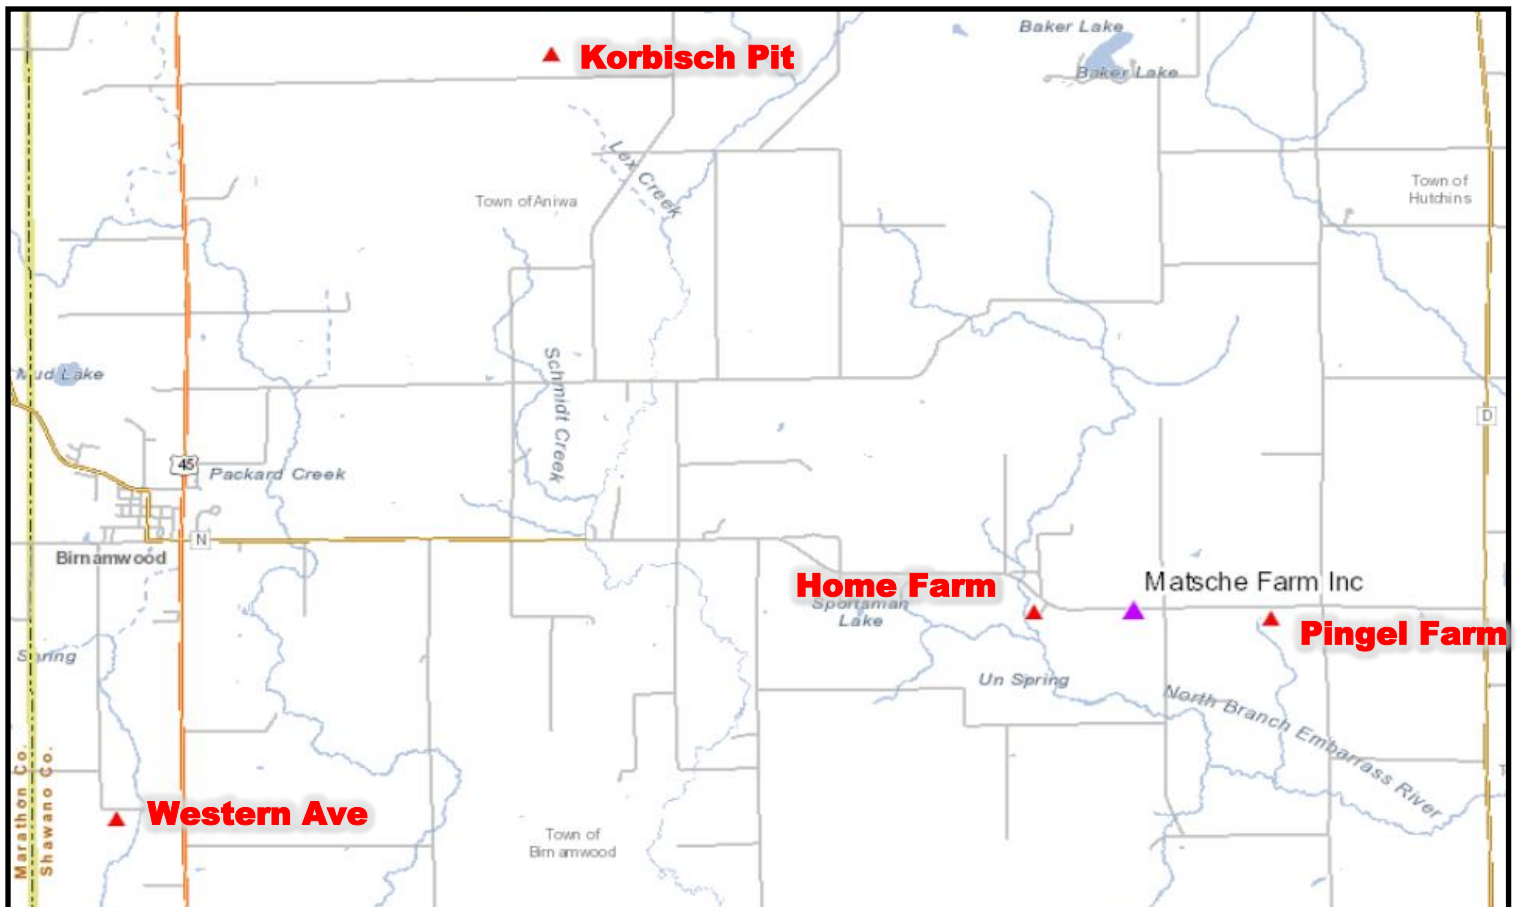 Baker Lake
Korbisch Pit
Baker Lake
Lex Creek
Town of Aniwa
Town of
Hutchins
Mud Lake
Schmidt Creek
D
45
Packard Creek
N
Birnamwood
Home Farm
Matsche Farm Inc
Sportsman
Lake
Pingel Farm
Spring
Un Spring
North Branch Embarrass River
Marathon Co.
Shawano Co.
Western Ave
Town of
Birnamwood